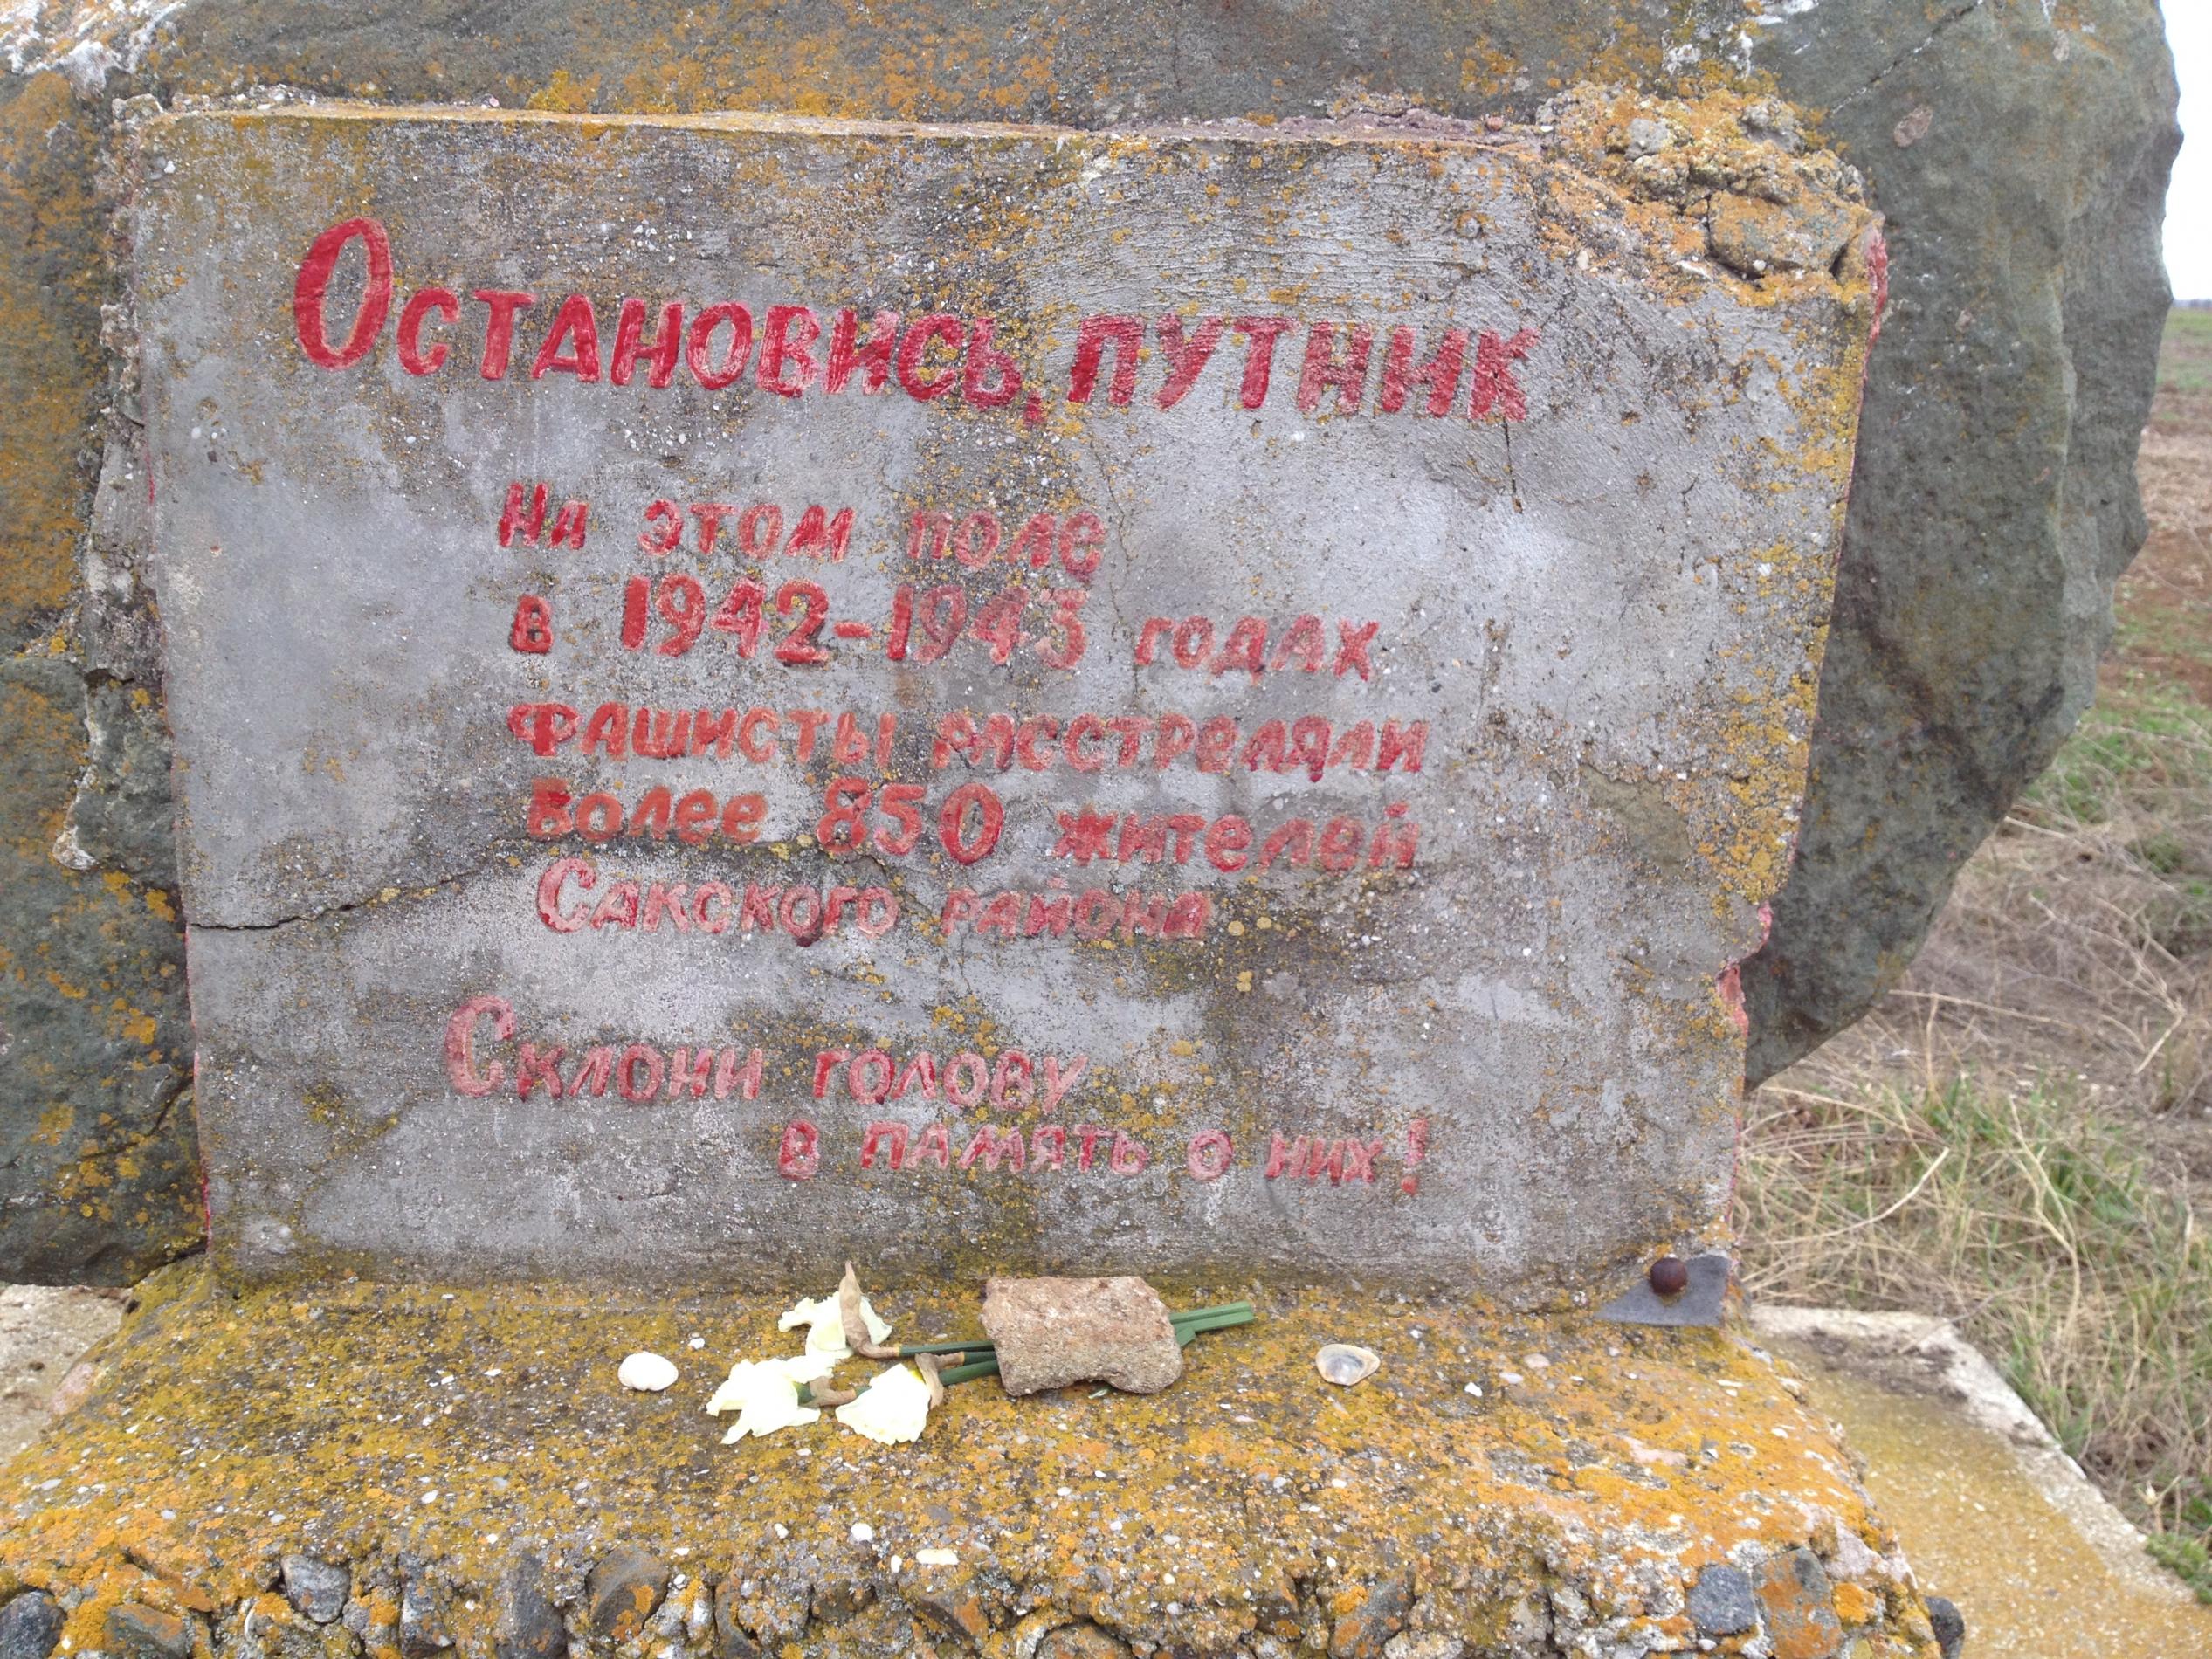 Остановись, путник
На этом поле
в 1942-1943 годах
фашисты расстреляли
более 850 жителей
Сакского района
Склони голову
в память о них!